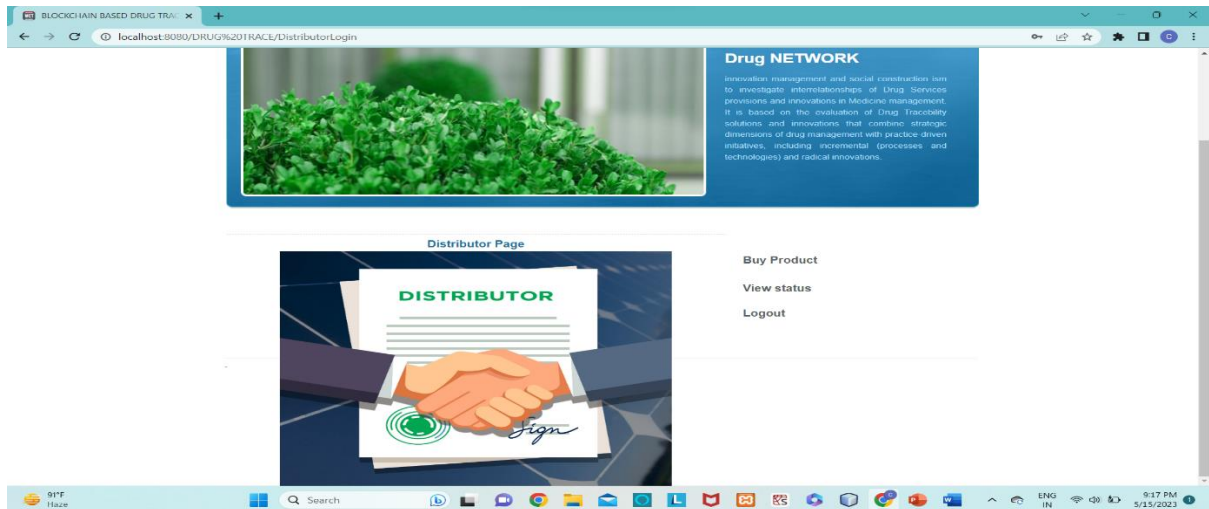 BLOCKCHAIN BASED DRUG TRAC
localhost:8080/DRUG%20TRACE/DistributorLogin
C
Drug NETWORK
innovation management and social construction ism
to investigate interrelationships of Drug Services
provisions and innovations in Medicine management.
It is based on the evaluation of Drug Tracobility
solutions and innovations that combine strategic
dimensions of drug management with practice-driven
initiatives, including incremental (processes and
technologies) and radical innovations.
Distributor Page
Buy Product
View status
Logout
DISTRIBUTOR
Sign
91°F
Haze
Search
ENG
IN
9:17 PM
5/15/2023